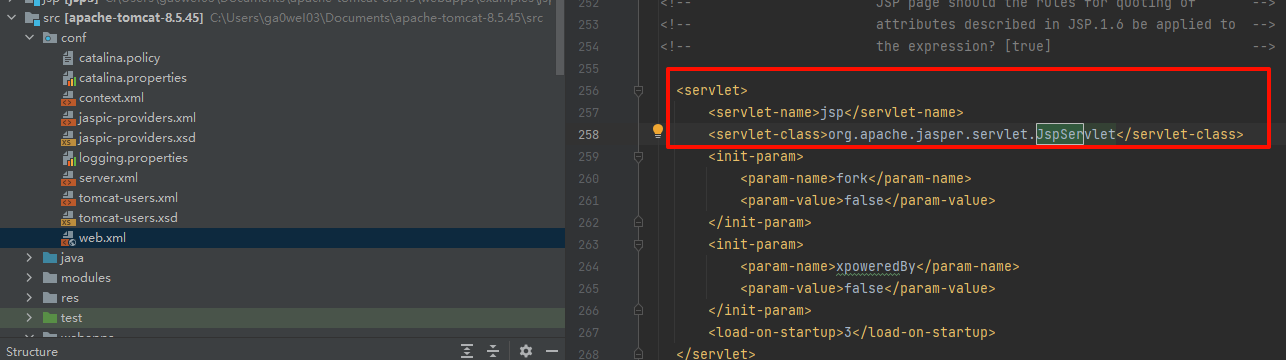 jsp [jsps] C:\Users\ga0wei03\Documents\apache-tomcat-8.5.45\webapps\examples\jsp
src [apache-tomcat-8.5.45] C:\Users\ga0wei03\Documents\apache-tomcat-8.5.45\src
conf
catalina.policy
catalina.properties
context.xml
jaspic-providers.xml
jaspic-providers.xsd
logging.properties
server.xml
tomcat-users.xml
tomcat-users.xsd
web.xml
java
modules
res
test
webapps
Structure
252 <!-- JSP page should the rules for quoting of -->
253 <!-- attributes described in JSP.1.6 be applied to -->
254 <!-- the expression? [true] -->
255
256 <servlet>
257 <servlet-name>jsp</servlet-name>
258 <servlet-class>org.apache.jasper.servlet.JspServlet</servlet-class>
259 <init-param>
260 <param-name>fork</param-name>
261 <param-value>false</param-value>
262 </init-param>
263 <init-param>
264 <param-name>xpoweredBy</param-name>
265 <param-value>false</param-value>
266 </init-param>
267 <load-on-startup>3</load-on-startup>
268 </servlet>